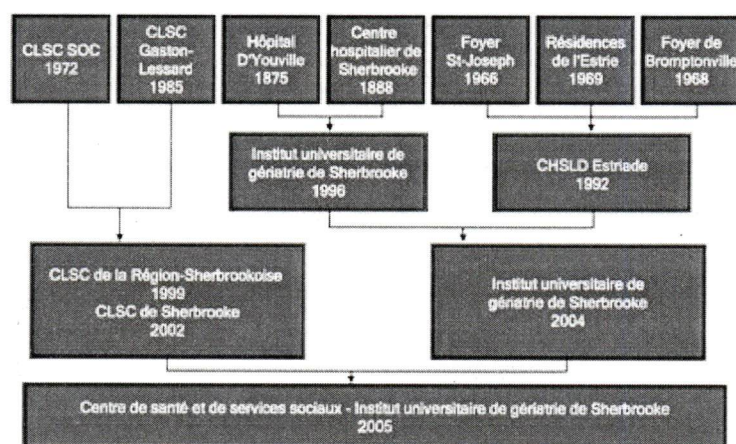 CLSC SOC
1972
CLSC
Gaston-
Lessard
1985
Hôpital
D'Youville
1875
Centre
hospitalier de
Sherbrooke
1888
Foyer
St-Joseph
1966
Résidences
de l'Estrie
1969
Foyer de
Bromptonville
1968
Institut universitaire de
gériatrie de Sherbrooke
1996
CHSLD Estriade
1992
CLSC de la Région-Sherbrookoise
1999
CLSC de Sherbrooke
2002
Institut universitaire de
gériatrie de Sherbrooke
2004
Centre de santé et de services sociaux - Institut universitaire de gériatrie de Sherbrooke
2005